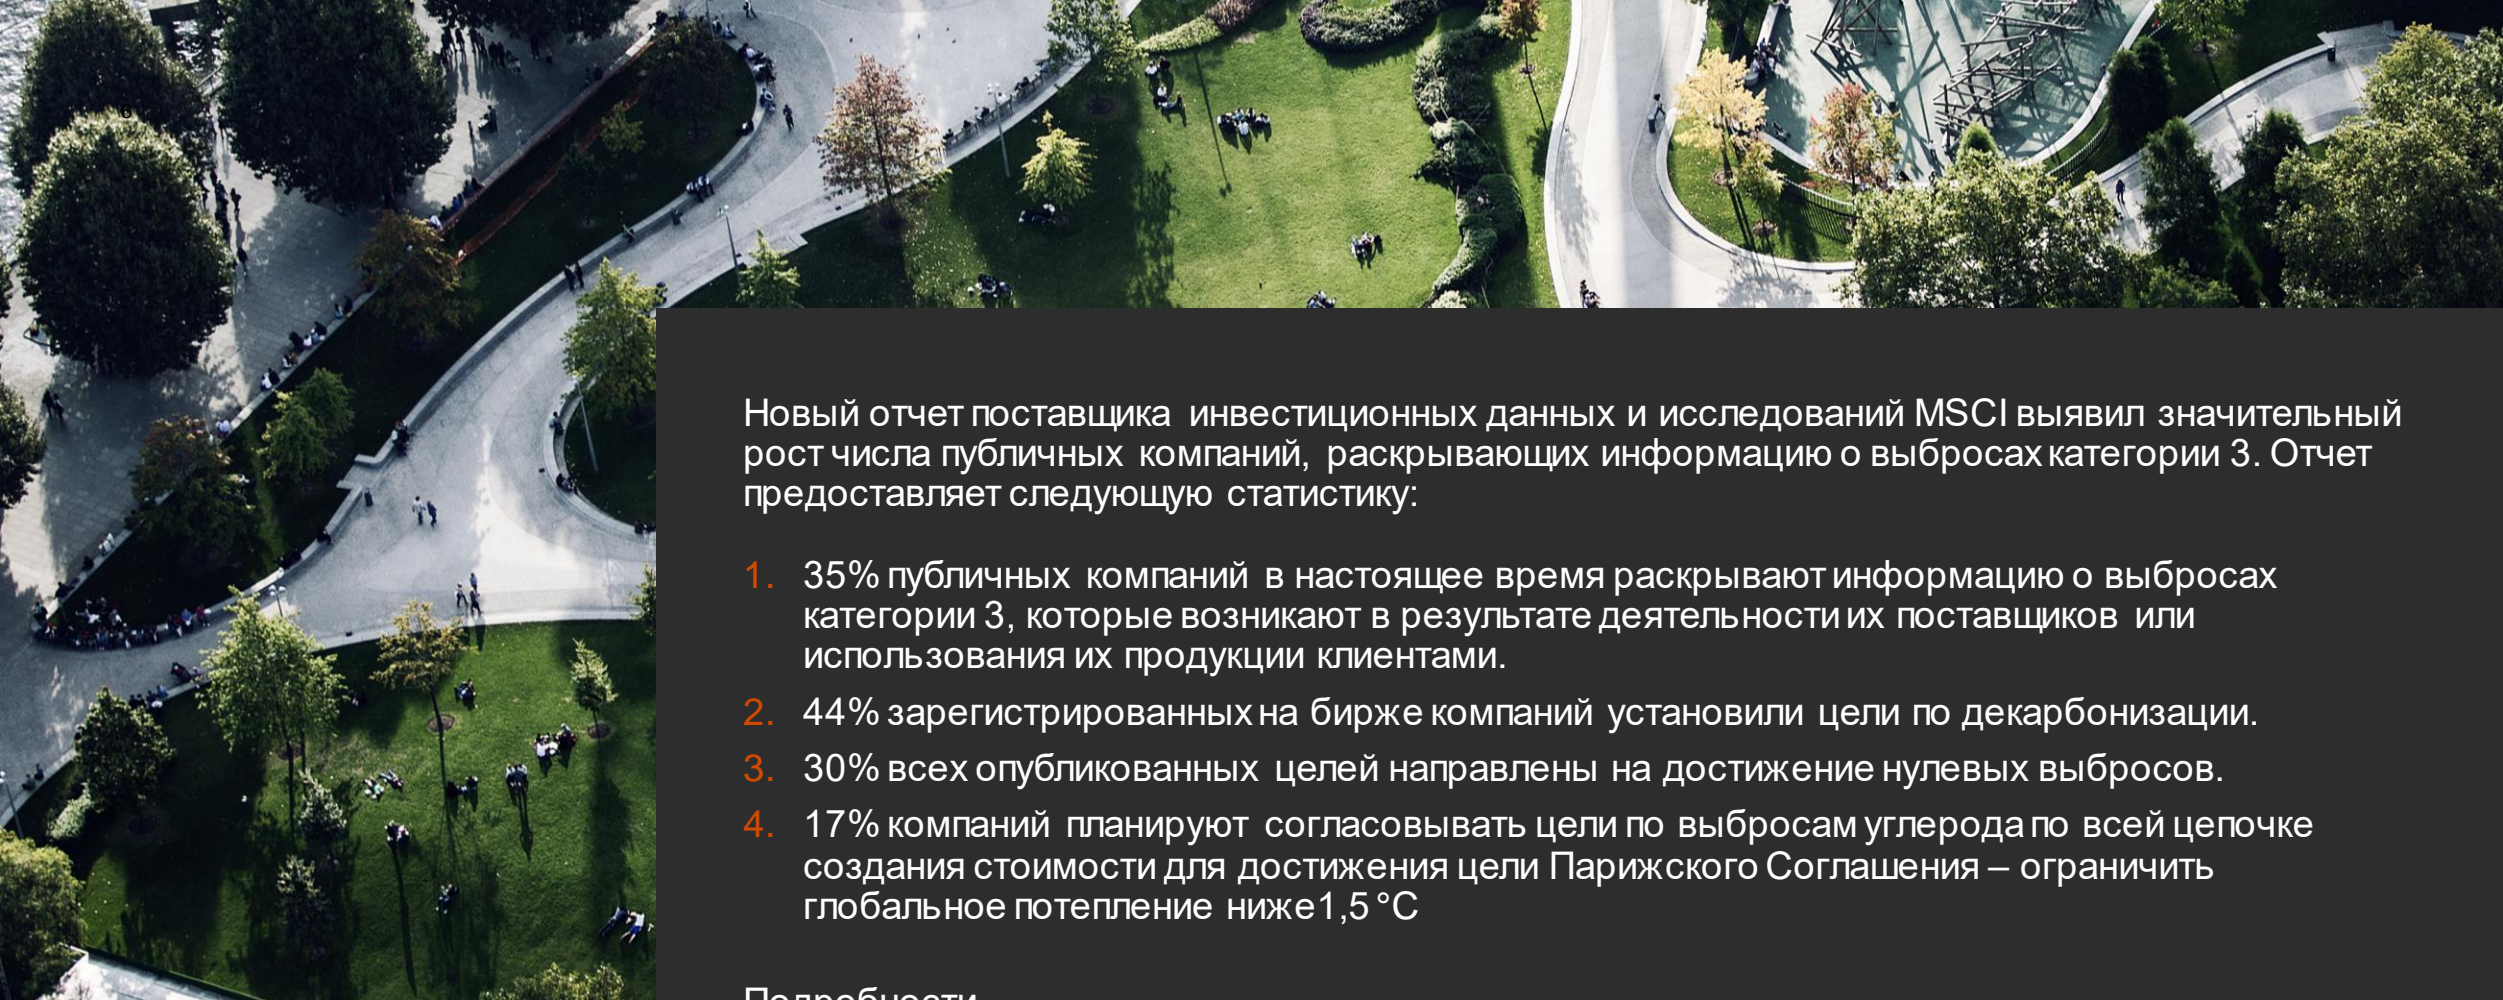 6
Новый отчет поставщика инвестиционных данных и исследований MSCI выявил значительный
рост числа публичных компаний, раскрывающих информацию о выбросах категории 3. Отчет
предоставляет следующую статистику:
1. 35% публичных компаний в настоящее время раскрывают информацию о выбросах
категории 3, которые возникают в результате деятельности их поставщиков или
использования их продукции клиентами.
2. 44% зарегистрированных на бирже компаний установили цели по декарбонизации.
3. 30% всех опубликованных целей направлены на достижение нулевых выбросов.
4. 17% компаний планируют согласовывать цели по выбросам углерода по всей цепочке
создания стоимости для достижения цели Парижского Соглашения – ограничить
глобальное потепление ниже1,5 °C
Подробности